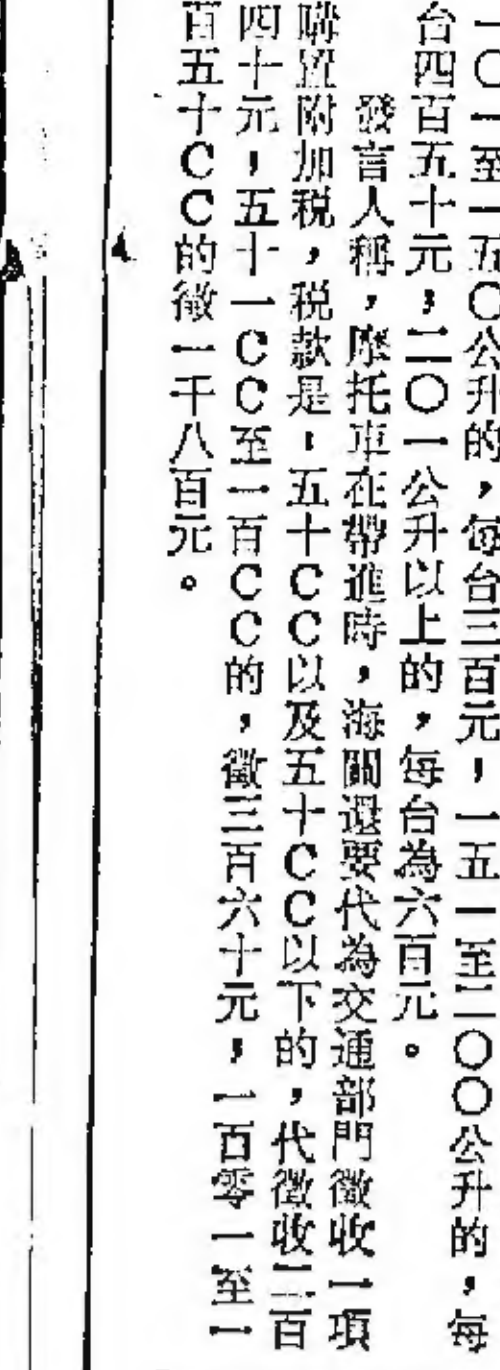 一〇一至一五〇公升的，每台三百元，一五一至二〇〇公升的，每
台四百五十元，二〇一公升以上的，每台為六百元。
發言人稱，摩托車在帶進時，海關還要代為交通部門徵收一項
購置附加税，税款是：五十CC以及五十CC以下的，代徵收二百
四十元，五十一CC至一百CC的，徵三百六十元，一百零一至一
百五十CC的徵一千八百元。